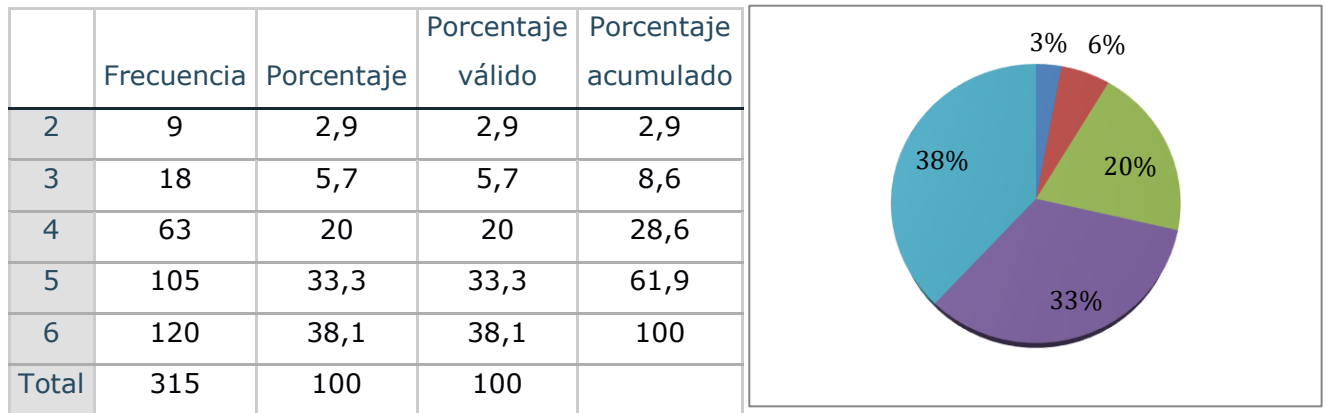 Frecuencia Porcentaje Porcentaje válido Porcentaje acumulado
2 9 2,9 2,9 2,9
3 18 5,7 5,7 8,6
4 63 20 20 28,6
5 105 33,3 33,3 61,9
6 120 38,1 38,1 100
Total 315 100 100
3% 6%
38% 20%
33%